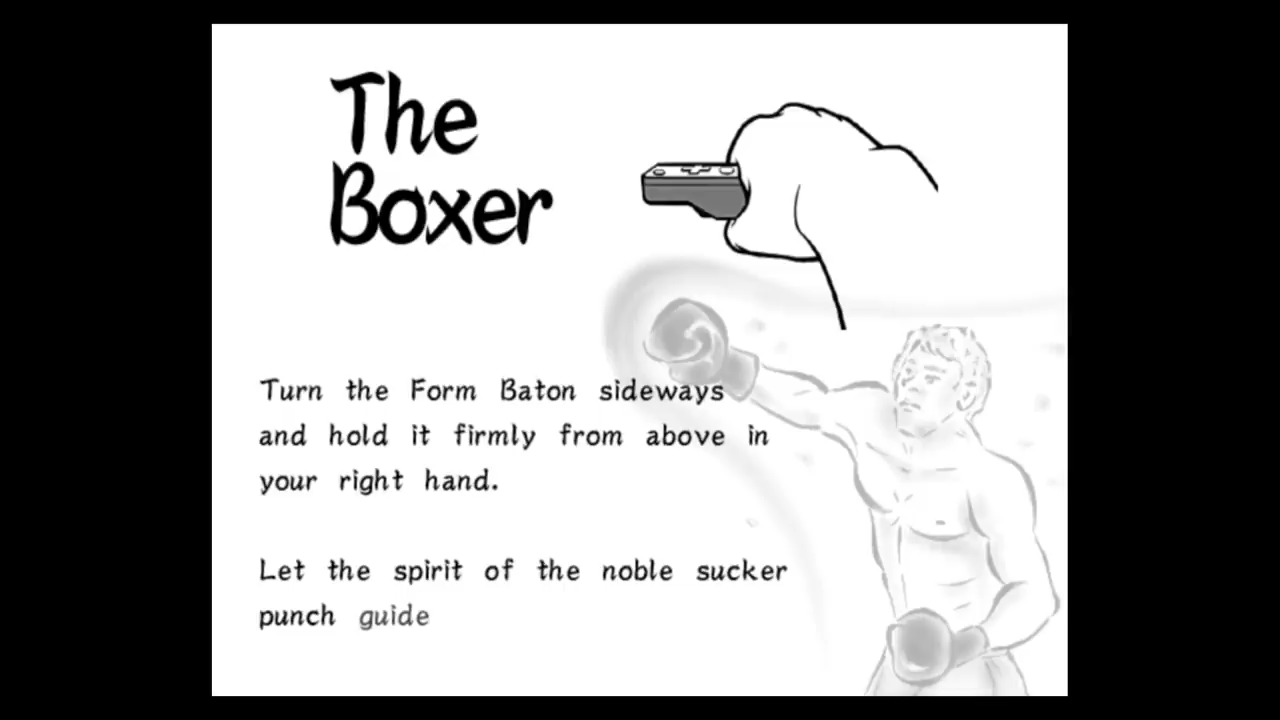 The
Boxer
Turn the Form Baton sideways
and hold it firmly from above in
your right hand.
Let the spirit of the noble sucker
punch guide